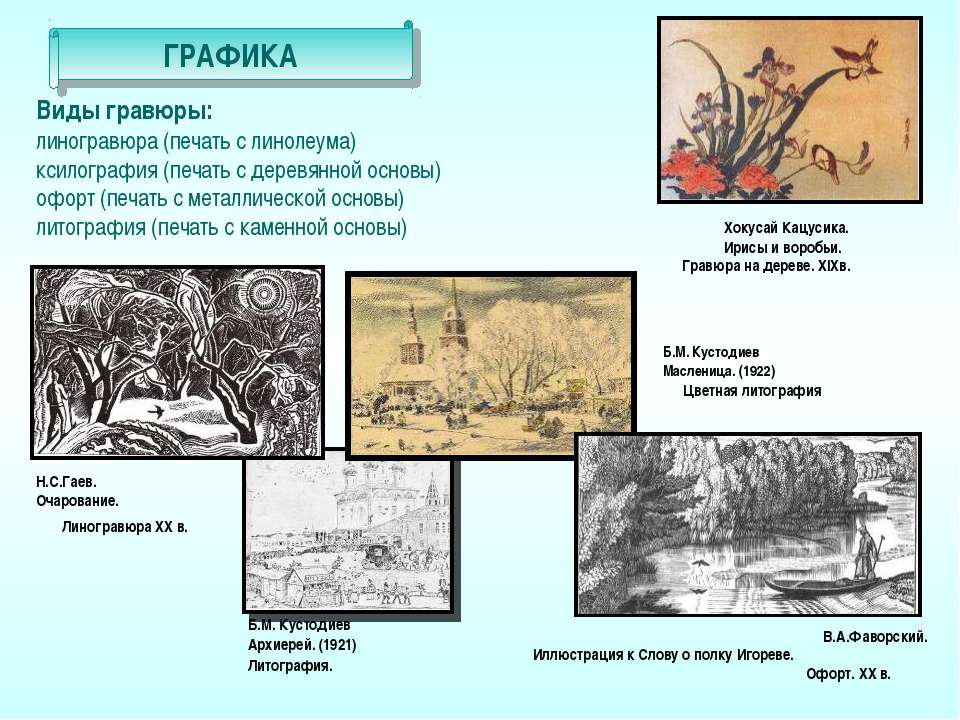 ГРАФИКА
Виды гравюры:
линогравюра (печать с линолеума)
ксилография (печать с деревянной основы)
офорт (печать с металлической основы)
литография (печать с каменной основы)
Хокусай Кацусика.
Ирисы и воробьи.
Гравюра на дереве. XIXв.
Б.М. Кустодиев
Масленица. (1922)
Цветная литография
Н.С.Гаев.
Очарование.
Линогравюра XX в.
Б.М. Кустодиев
Архиерей. (1921)
Литография.
В.А.Фаворский.
Иллюстрация к Слову о полку Игореве.
Офорт. XX в.